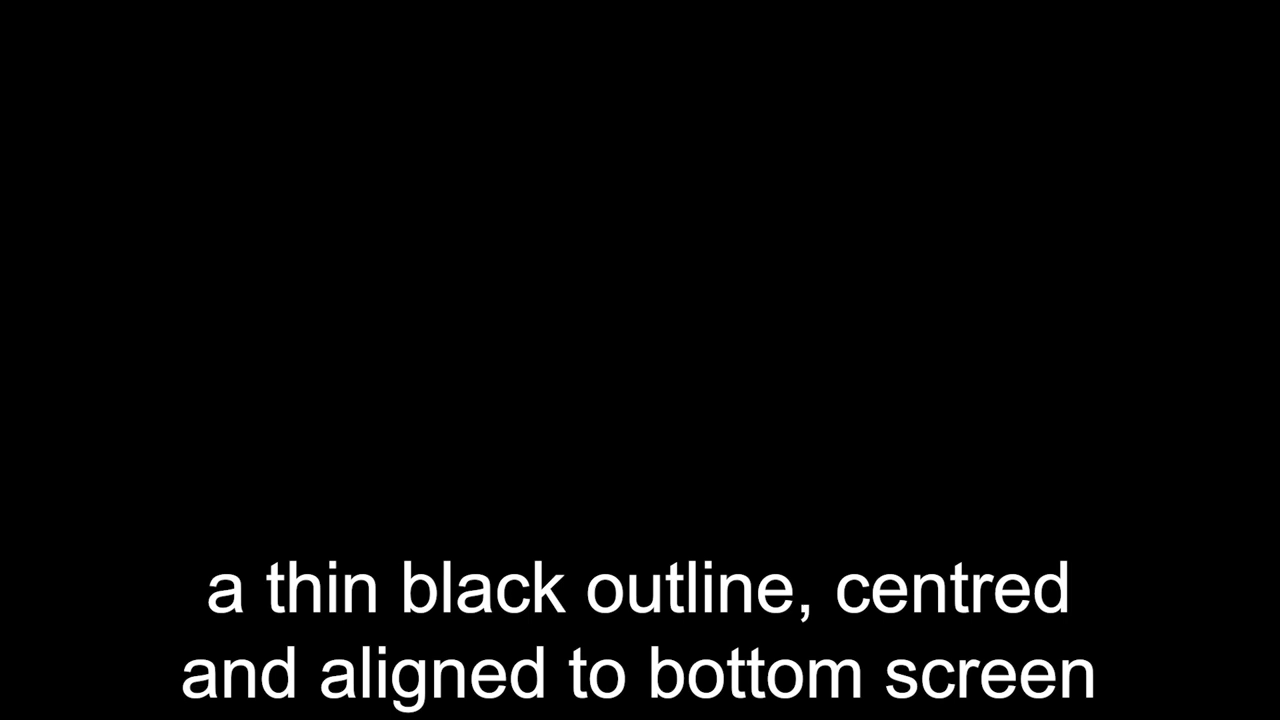 a thin black outline, centred
and aligned to bottom screen